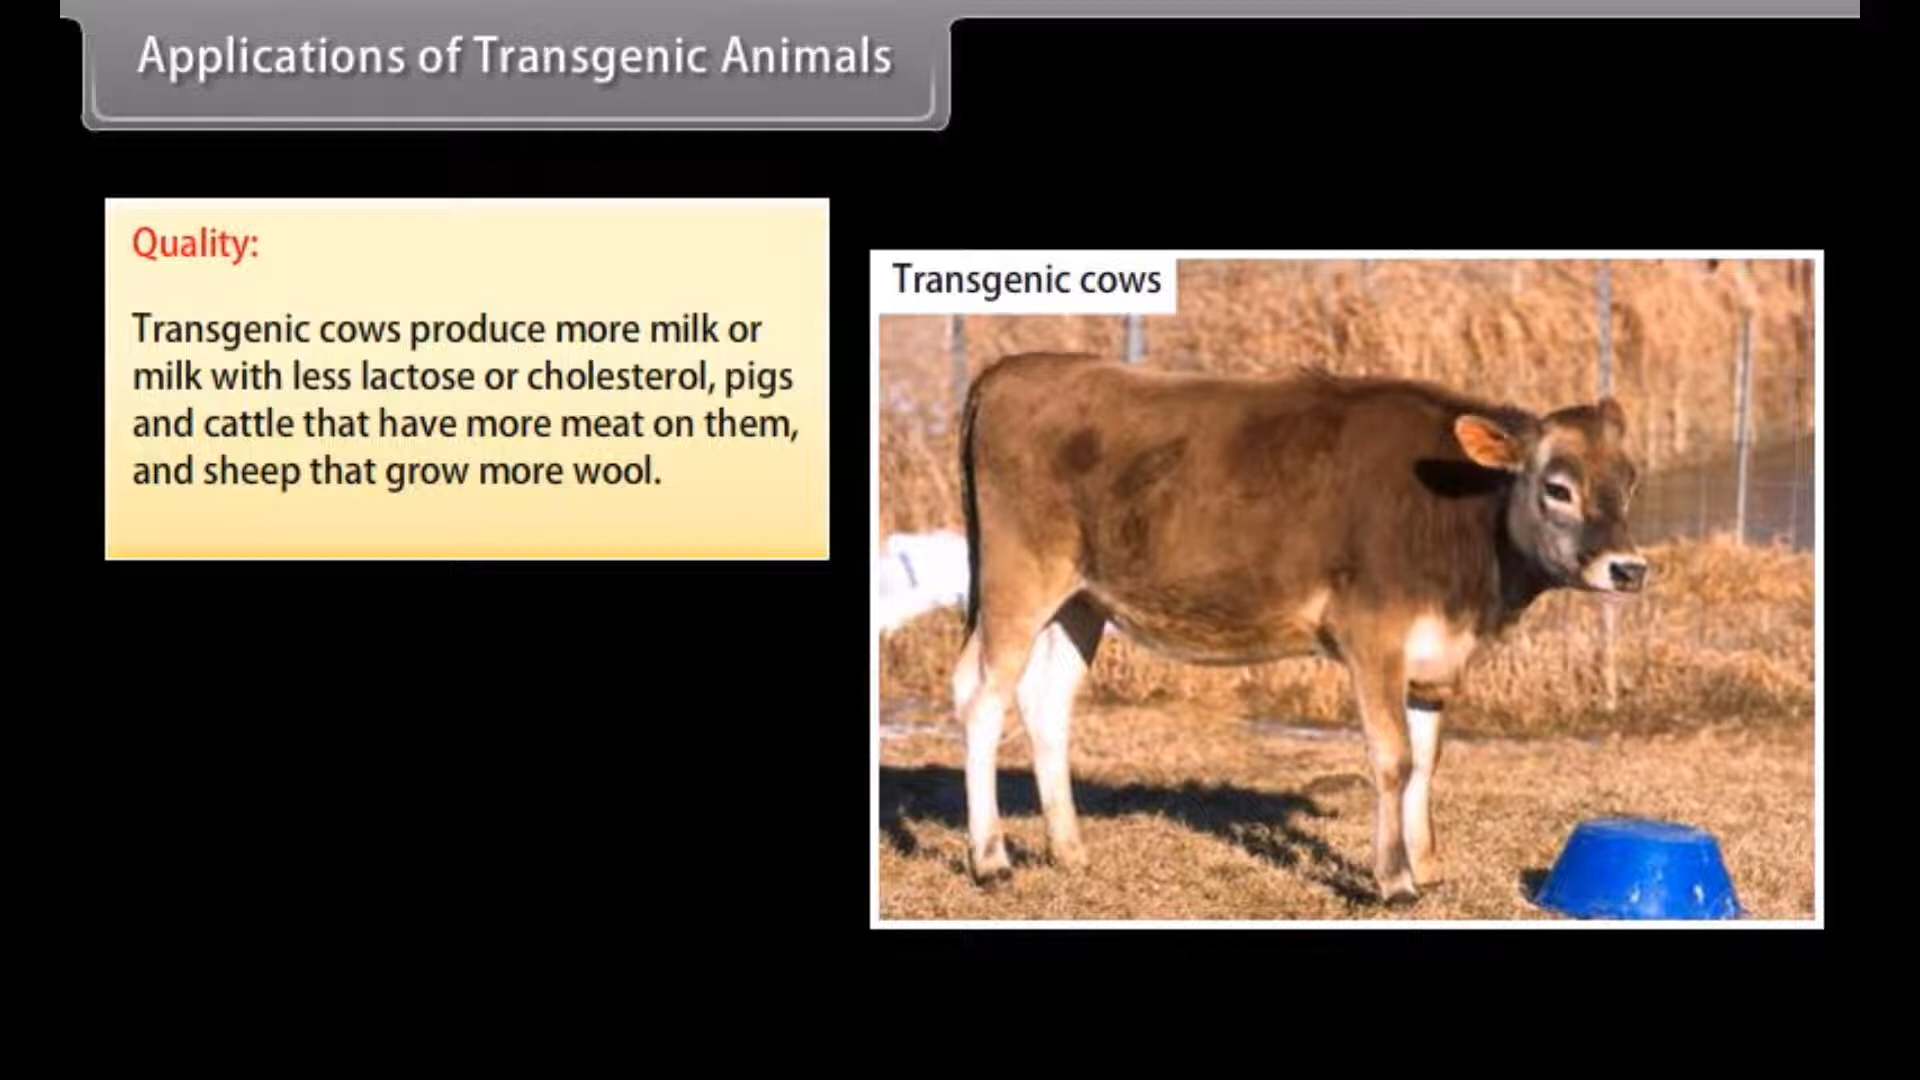 Applications of Transgenic Animals
Quality:
Transgenic cows produce more milk or
milk with less lactose or cholesterol, pigs
and cattle that have more meat on them,
and sheep that grow more wool.
Transgenic cows